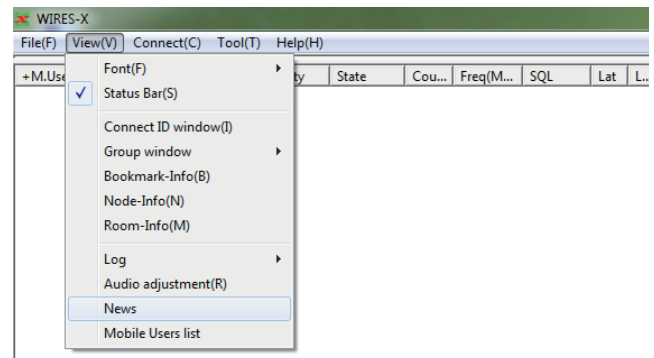 WIRES-X
File(F) View(V) Connect(C) Tool(T) Help(H)
+M.Use ty State Cou... Freq(M... SQL Lat L...
Font(F)
Status Bar(S)
Connect ID window(I)
Group window
Bookmark-Info(B)
Node-Info(N)
Room-Info(M)
Log
Audio adjustment(R)
News
Mobile Users list